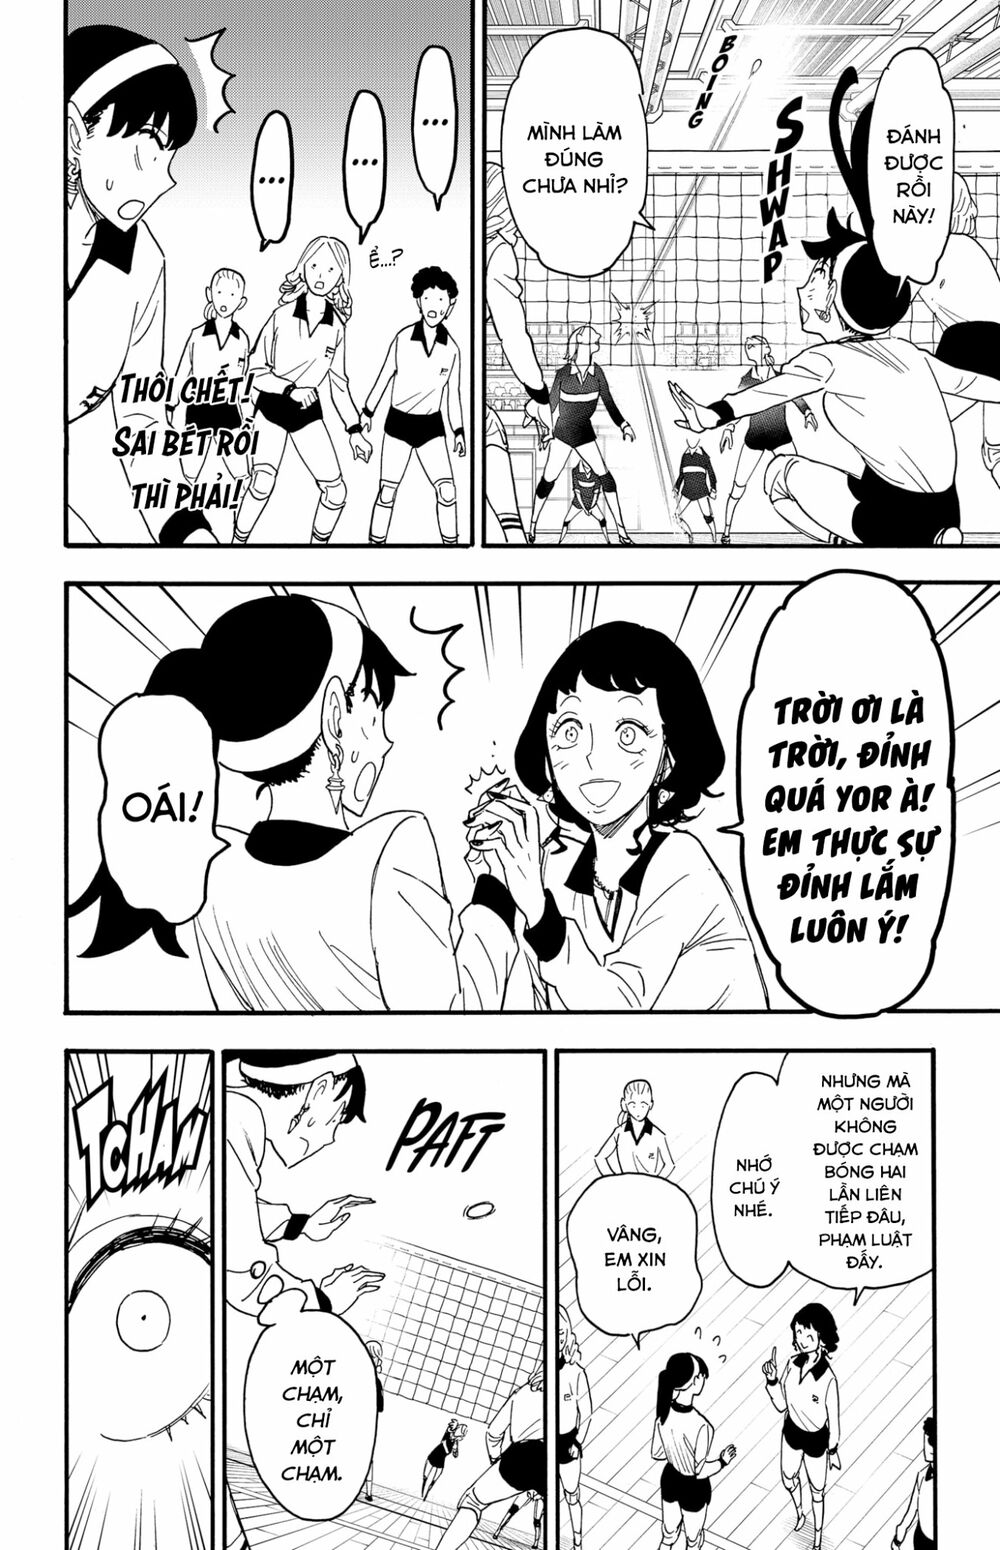 ĐÁNH
ĐƯỢC
RỒI
NÀY!
BOING
SHWAP
MÌNH LÀM
ĐÚNG
CHƯA NHỈ?
...
...
...
Ể...?
THÔI CHẾT!
SAI BÉT RỒI
THÌ PHẢI!
TRỜI ƠI LÀ
TRỜI, ĐỈNH
QUÁ YOR À!
EM THỰC SỰ
ĐỈNH LẮM
LUÔN Ý!
OÁI!
NHƯNG MÀ
MỘT NGƯỜI
KHÔNG
ĐƯỢC CHẠM
BÓNG HAI
LẦN LIÊN
TIẾP ĐÂU,
PHẠM LUẬT
ĐẤY.
NHỚ
CHÚ Ý
NHÉ.
VÂNG,
EM XIN
LỖI.
PAFT
MỘT
CHẠM,
CHỈ
MỘT
CHẠM.
TCHAM